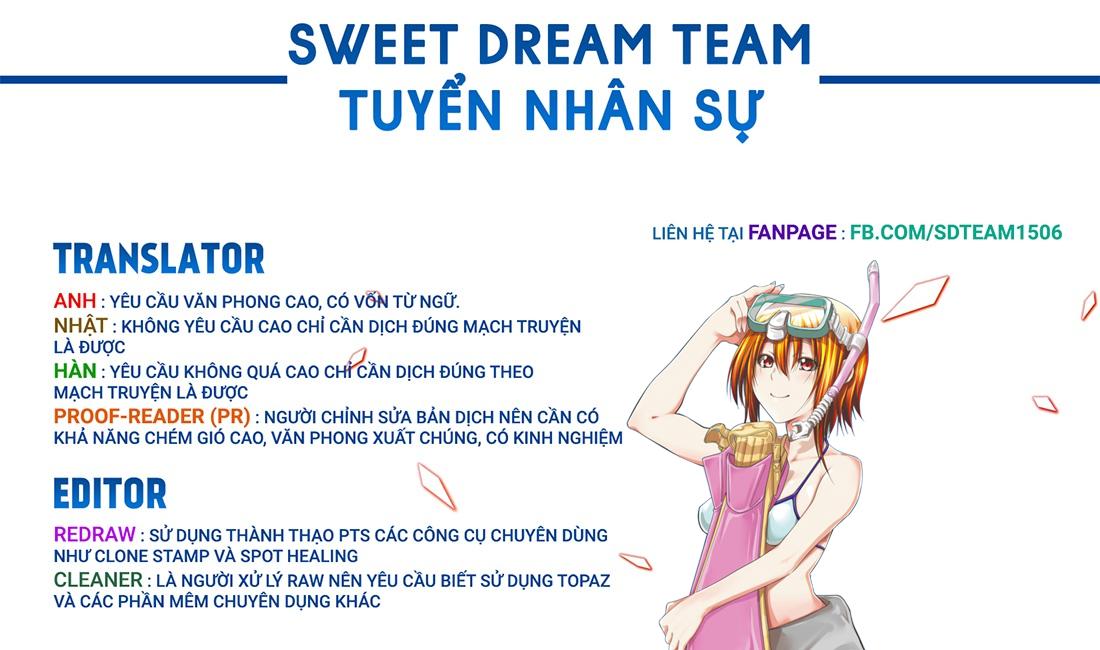 SWEET DREAM TEAM
TUYỂN NHÂN SỰ
LIÊN HỆ TẠI FANPAGE : FB.COM/SDTEAM1506
TRANSLATOR
ANH : YÊU CẦU VĂN PHONG CAO, CÓ VỐN TỪ NGỮ.
NHẬT : KHÔNG YÊU CẦU CAO CHỈ CẦN DỊCH ĐÚNG MẠCH TRUYỆN
LÀ ĐƯỢC
HÀN : YÊU CẦU KHÔNG QUÁ CAO CHỈ CẦN DỊCH ĐÚNG THEO
MẠCH TRUYỆN LÀ ĐƯỢC
PROOF-READER (PR) : NGƯỜI CHỈNH SỬA BẢN DỊCH NÊN CẦN CÓ
KHẢ NĂNG CHÉM GIÓ CAO, VĂN PHONG XUẤT CHÚNG, CÓ KINH NGHIỆM
EDITOR
REDRAW : SỬ DỤNG THÀNH THẠO PTS CÁC CÔNG CỤ CHUYÊN DÙNG
NHƯ CLONE STAMP VÀ SPOT HEALING
CLEANER : LÀ NGƯỜI XỬ LÝ RAW NÊN YÊU CẦU BIẾT SỬ DỤNG TOPAZ
VÀ CÁC PHẦN MỀM CHUYÊN DỤNG KHÁC